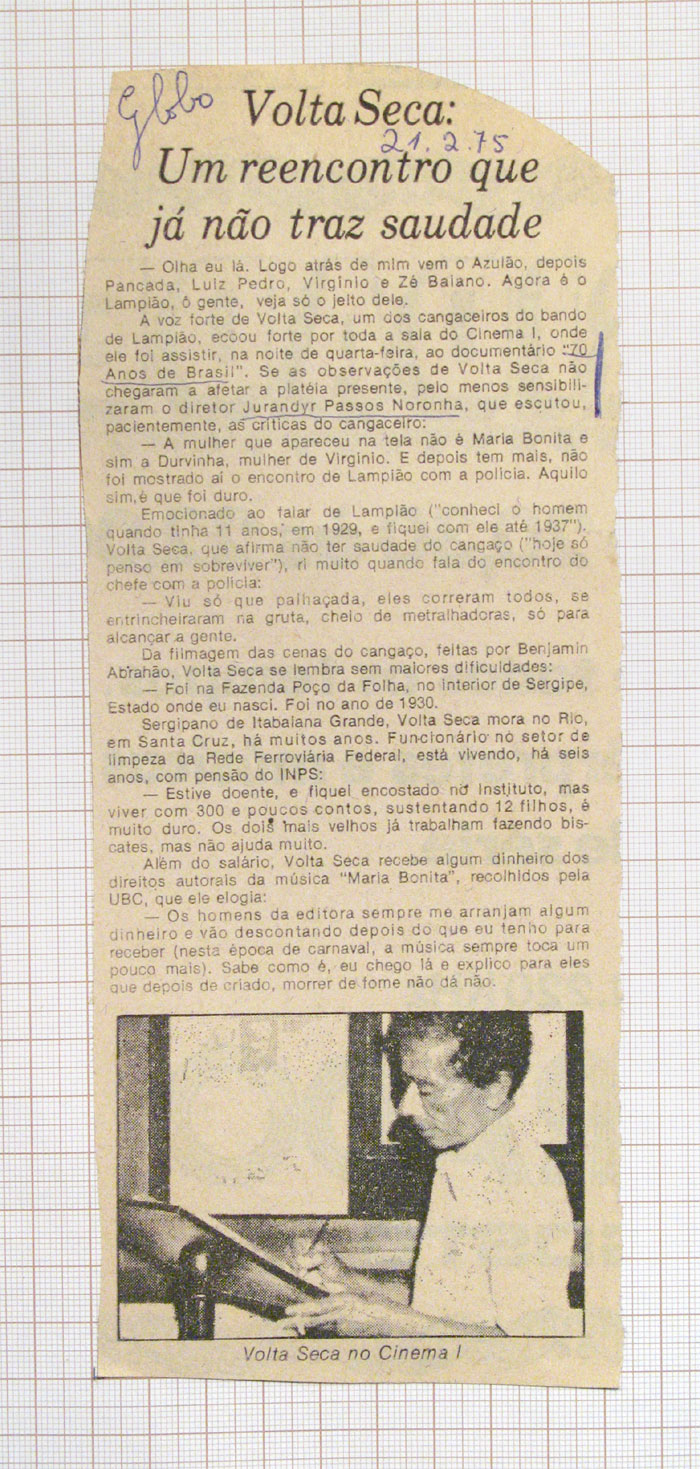 Globo
Volta Seca:
21.2.75
Um reencontro que
já não traz saudade
— Olha eu lá. Logo atrás de mim vem o Azulão, depois
Pancada, Luiz Pedro, Virgínio e Zé Baiano. Agora é o
Lampião, ô gente, veja só o jeito dele.
A voz forte de Volta Seca, um dos cangaceiros do bando
de Lampião, ecoou forte por toda a sala do Cinema I, onde
ele foi assistir, na noite de quarta-feira, ao documentário "70
Anos de Brasil". Se as observações de Volta Seca não
chegaram a afetar a platéia presente, pelo menos sensibili-
zaram o diretor Jurandyr Passos Noronha, que escutou,
pacientemente, as críticas do cangaceiro:
— A mulher que apareceu na tela não é Maria Bonita e
sim a Durvinha, mulher de Virgínio. E depois tem mais, não
foi mostrado aí o encontro de Lampião com a polícia. Aquilo
sim, é que foi duro.
Emocionado ao falar de Lampião ("conheci o homem
quando tinha 11 anos, em 1929, e fiquei com ele até 1937").
Volta Seca, que afirma não ter saudade do cangaço ("hoje só
penso em sobreviver"), ri muito quando fala do encontro do
chefe com a polícia:
— Viu só que palhaçada, eles correram todos, se
entrincheiraram na gruta, cheio de metralhadoras, só para
alcançar a gente.
Da filmagem das cenas do cangaço, feitas por Benjamin
Abrahão, Volta Seca se lembra sem maiores dificuldades:
— Foi na Fazenda Poço da Folha, no interior de Sergipe,
Estado onde eu nasci. Foi no ano de 1930.
Sergipano de Itabaiana Grande, Volta Seca mora no Rio,
em Santa Cruz, há muitos anos. Funcionário no setor de
limpeza da Rede Ferroviária Federal, está vivendo, há seis
anos, com pensão do INPS:
— Estive doente, e fiquei encostado no Instituto, mas
viver com 300 e poucos contos, sustentando 12 filhos, é
muito duro. Os dois mais velhos já trabalham fazendo bis-
cates, mas não ajuda muito.
Além do salário, Volta Seca recebe algum dinheiro dos
direitos autorais da música "Maria Bonita", recolhidos pela
UBC, que ele elogia:
— Os homens da editora sempre me arranjam algum
dinheiro e vão descontando depois do que eu tenho para
receber (nesta época de carnaval, a música sempre toca um
pouco mais). Sabe como é, eu chego lá e explico para eles
que depois de criado, morrer de fome não dá não.
Volta Seca no Cinema I